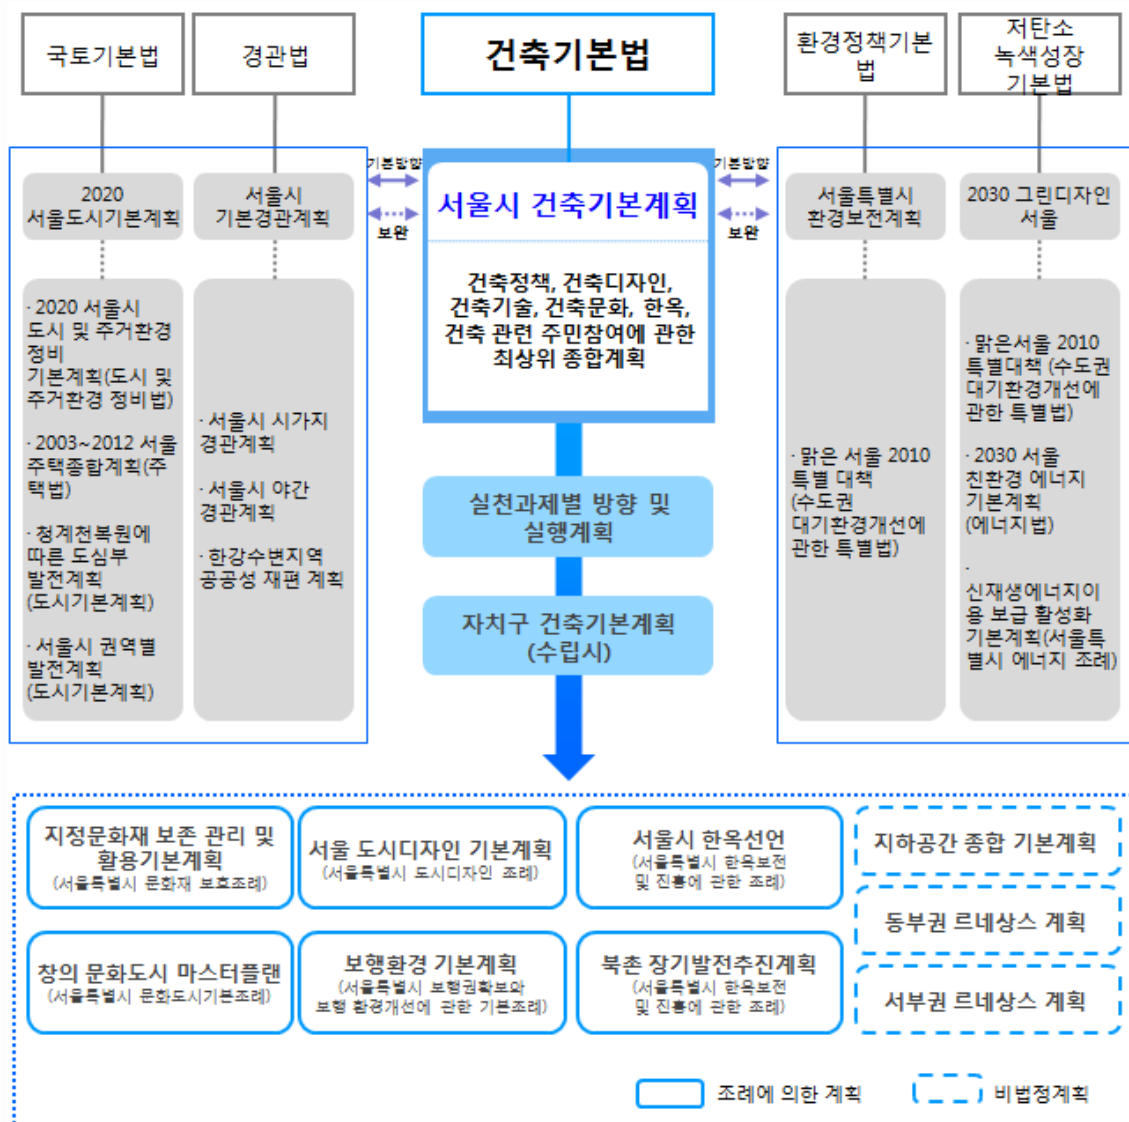 국토기본법
경관법
건축기본법
환경정책기본
법
저탄소
녹색성장
기본법
2020
서울도시기본계획
서울시
기본경관계획
기본방향
보완
서울시 건축기본계획
건축정책, 건축디자인,
건축기술, 건축문화, 한옥,
건축 관련 주민참여에 관한
최상위 종합계획
기본방향
보완
서울특별시
환경보전계획
2030 그린디자인
서울
· 2020 서울시
도시 및 주거환경
정비
기본계획(도시 및
주거환경 정비법)
· 2003~2012 서울
주택종합계획(주
택법)
· 청계천복원에
따른 도심부
발전계획
(도시기본계획)
· 서울시 권역별
발전계획
(도시기본계획)
· 서울시 시가지
경관계획
· 서울시 야간
경관계획
· 한강수변지역
공공성 재편 계획
실천과제별 방향 및
실행계획
자치구 건축기본계획
(수립시)
· 맑은 서울 2010
특별 대책
(수도권
대기환경개선에
관한 특별법)
· 맑은서울 2010
특별대책 (수도권
대기환경개선에
관한 특별법)
· 2030 서울
친환경 에너지
기본계획
(에너지법)
·
신재생에너지이
용 보급 활성화
기본계획(서울특
별시 에너지 조례)
지정문화재 보존 관리 및
활용기본계획
(서울특별시 문화재 보호조례)
서울 도시디자인 기본계획
(서울특별시 도시디자인 조례)
서울시 한옥선언
(서울특별시 한옥보전
및 진흥에 관한 조례)
지하공간 종합 기본계획
동부권 르네상스 계획
창의 문화도시 마스터플랜
(서울특별시 문화도시기본조례)
보행환경 기본계획
(서울특별시 보행권확보와
보행 환경개선에 관한 기본조례)
북촌 장기발전추진계획
(서울특별시 한옥보전
및 진흥에 관한 조례)
서부권 르네상스 계획
조례에 의한 계획
비법정계획